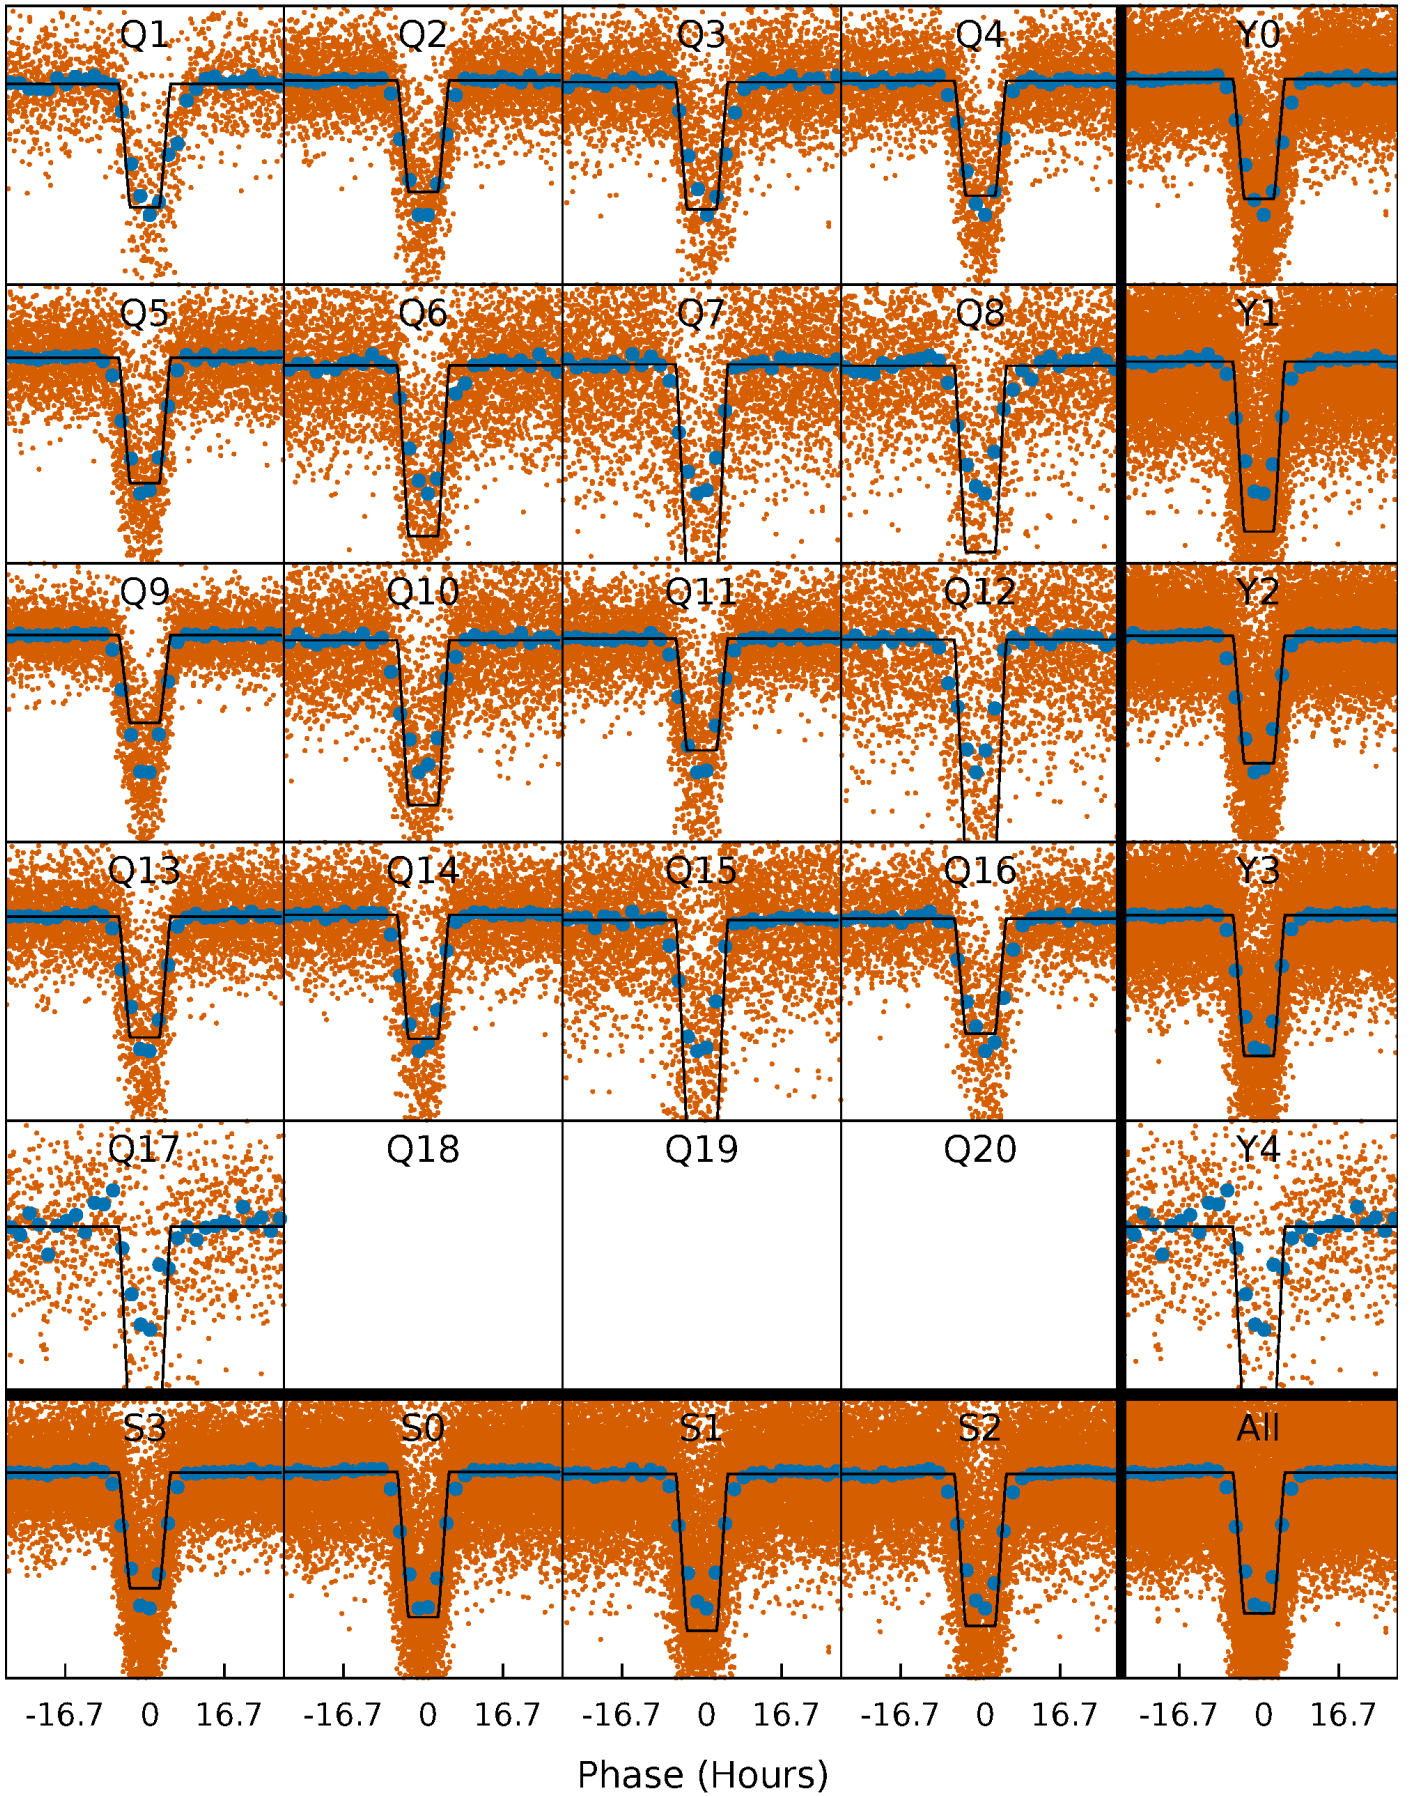 Q1 Q2 Q3 Q4 Y0
Q5 Q6 Q7 Q8 Y1
Q9 Q10 Q11 Q12 Y2
Q13 Q14 Q15 Q16 Y3
Q17 Q18 Q19 Q20 Y4
S3 S0 S1 S2 All
-16.7 0 16.7 -16.7 0 16.7 -16.7 0 16.7 -16.7 0 16.7 -16.7 0 16.7
Phase (Hours)